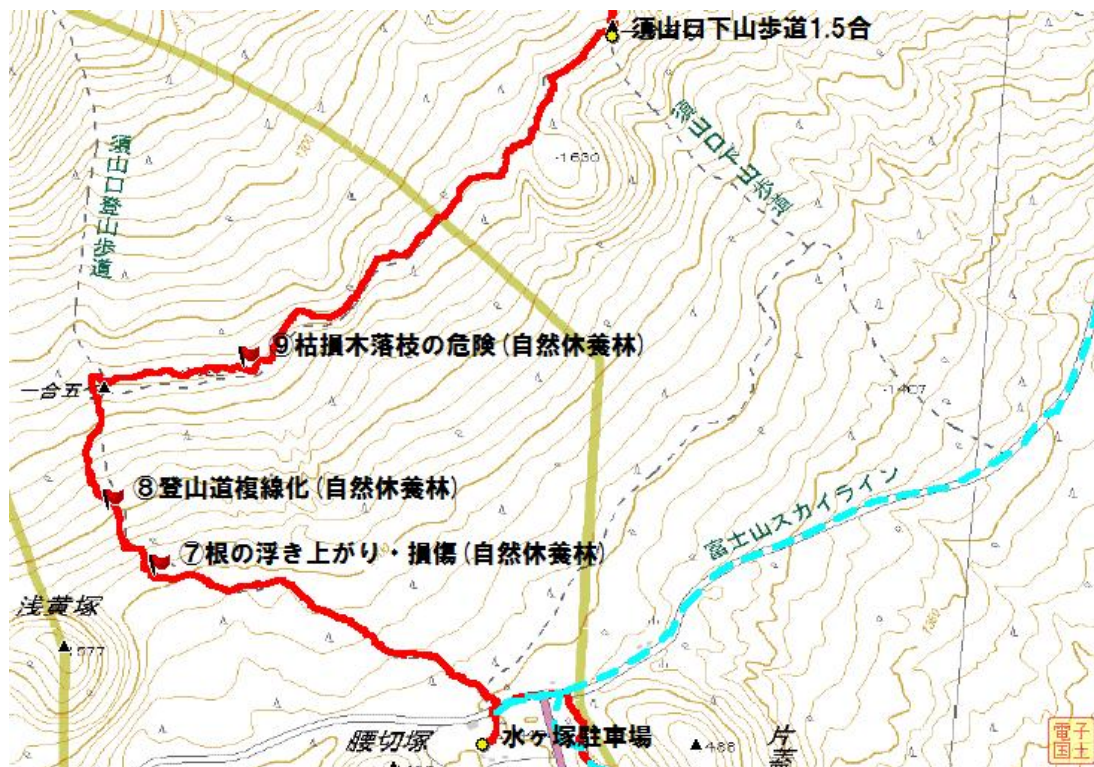 須山口下山歩道1.5合
須山口下山歩道
須山口登山歩道
1300
-1630
⑨枯損木落枝の危険(自然休養林)
一合五
-1407
⑧登山道複線化(自然休養林)
富士山スカイライン
⑦根の浮き上がり・損傷(自然休養林)
浅黄塚
腰切塚
水ヶ塚駐車場
電子
国土